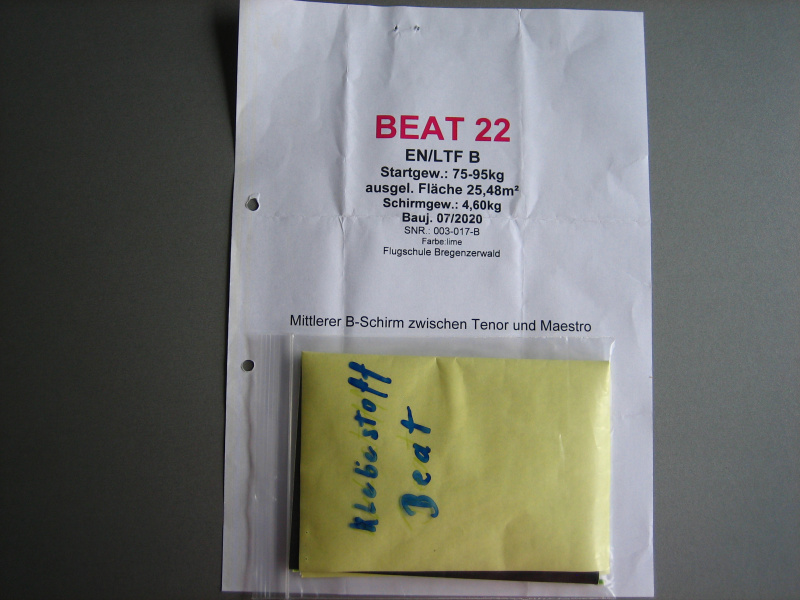 BEAT 22
EN/LTF B
Startgew.: 75-95kg
ausgel. Fläche 25,48m²
Schirmgew.: 4,60kg
Bauj. 07/2020
SNR.: 003-017-B
Farbe:lime
Flugschule Bregenzerwald
Mittlerer B-Schirm zwischen Tenor und Maestro
Klebestoff
Beat